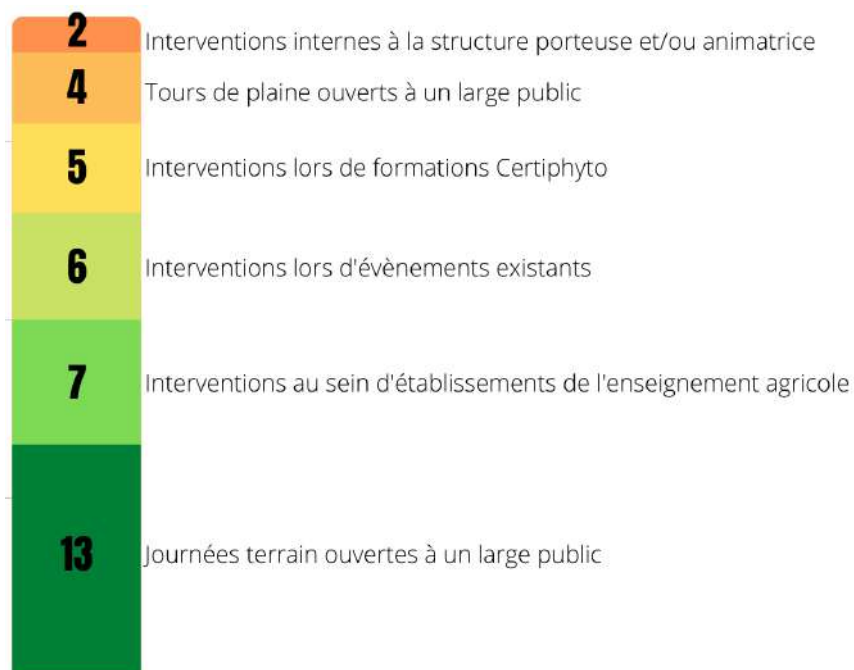 2 Interventions internes à la structure porteuse et/ou animatrice
4 Tours de plaine ouverts à un large public
5 Interventions lors de formations Certiphyto
6 Interventions lors d'évènements existants
7 Interventions au sein d'établissements de l'enseignement agricole
13 Journées terrain ouvertes à un large public